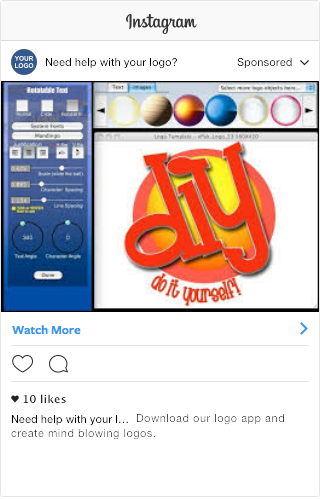 Instagram
YOUR
LOGO
Need help with your logo?
Sponsored
Rotatable Text
Text
Images
Select more logo objects here...
Normal
Circle
System Fonts
Character Spacing
Line Spacing
Text Angle
Character Angle
Done
diy
do it yourself!
Watch More
10 likes
Need help with your l... Download our logo app and
create mind blowing logos.